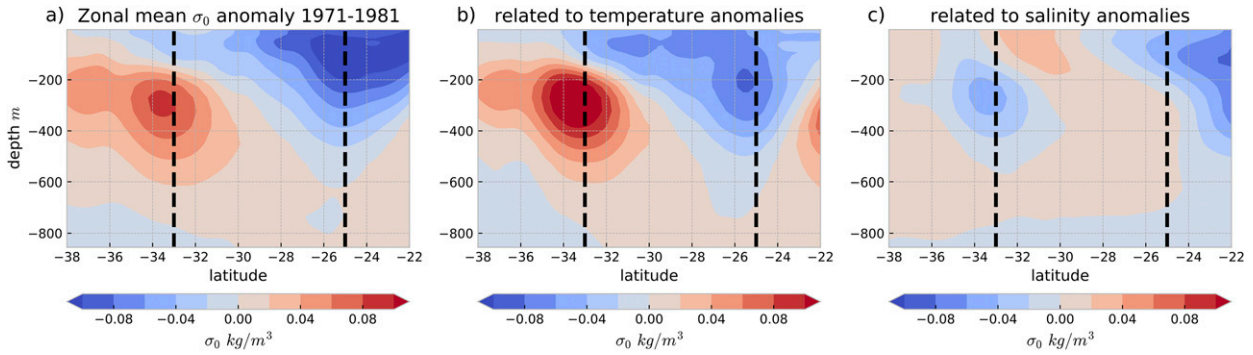 a) Zonal mean σ₀ anomaly 1971-1981
b) related to temperature anomalies
c) related to salinity anomalies
depth m
−200
−400
−600
−800
−38 −36 −34 −32 −30 −28 −26 −24 −22
latitude
−0.08 −0.04 0.00 0.04 0.08
σ₀ kg/m³
−200
−400
−600
−800
−38 −36 −34 −32 −30 −28 −26 −24 −22
latitude
−0.08 −0.04 0.00 0.04 0.08
σ₀ kg/m³
−200
−400
−600
−800
−38 −36 −34 −32 −30 −28 −26 −24 −22
latitude
−0.08 −0.04 0.00 0.04 0.08
σ₀ kg/m³